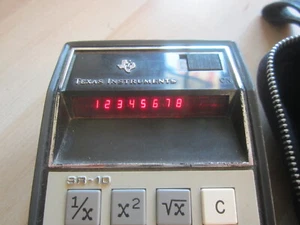 TEXAS INSTRUMENTS
12345678
SR-10
1/x x² √x C